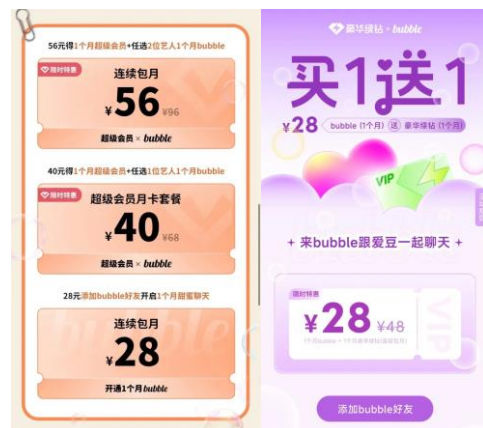 56元得1个月超级会员+任选2位艺人1个月bubble
限时特惠
连续包月
¥56 ¥96
超级会员 × bubble
40元得1个月超级会员+任选1位艺人1个月bubble
限时特惠
超级会员月卡套餐
¥40 ¥68
超级会员 × bubble
28元添加bubble好友开启1个月甜蜜聊天
连续包月
¥28
开通1个月bubble
豪华绿钻 · bubble
买1送1
¥28 bubble (1个月) 送 豪华绿钻 (1个月)
VIP
+ 来bubble跟爱豆一起聊天 +
限时特惠
¥28 ¥48
VIP
添加bubble好友